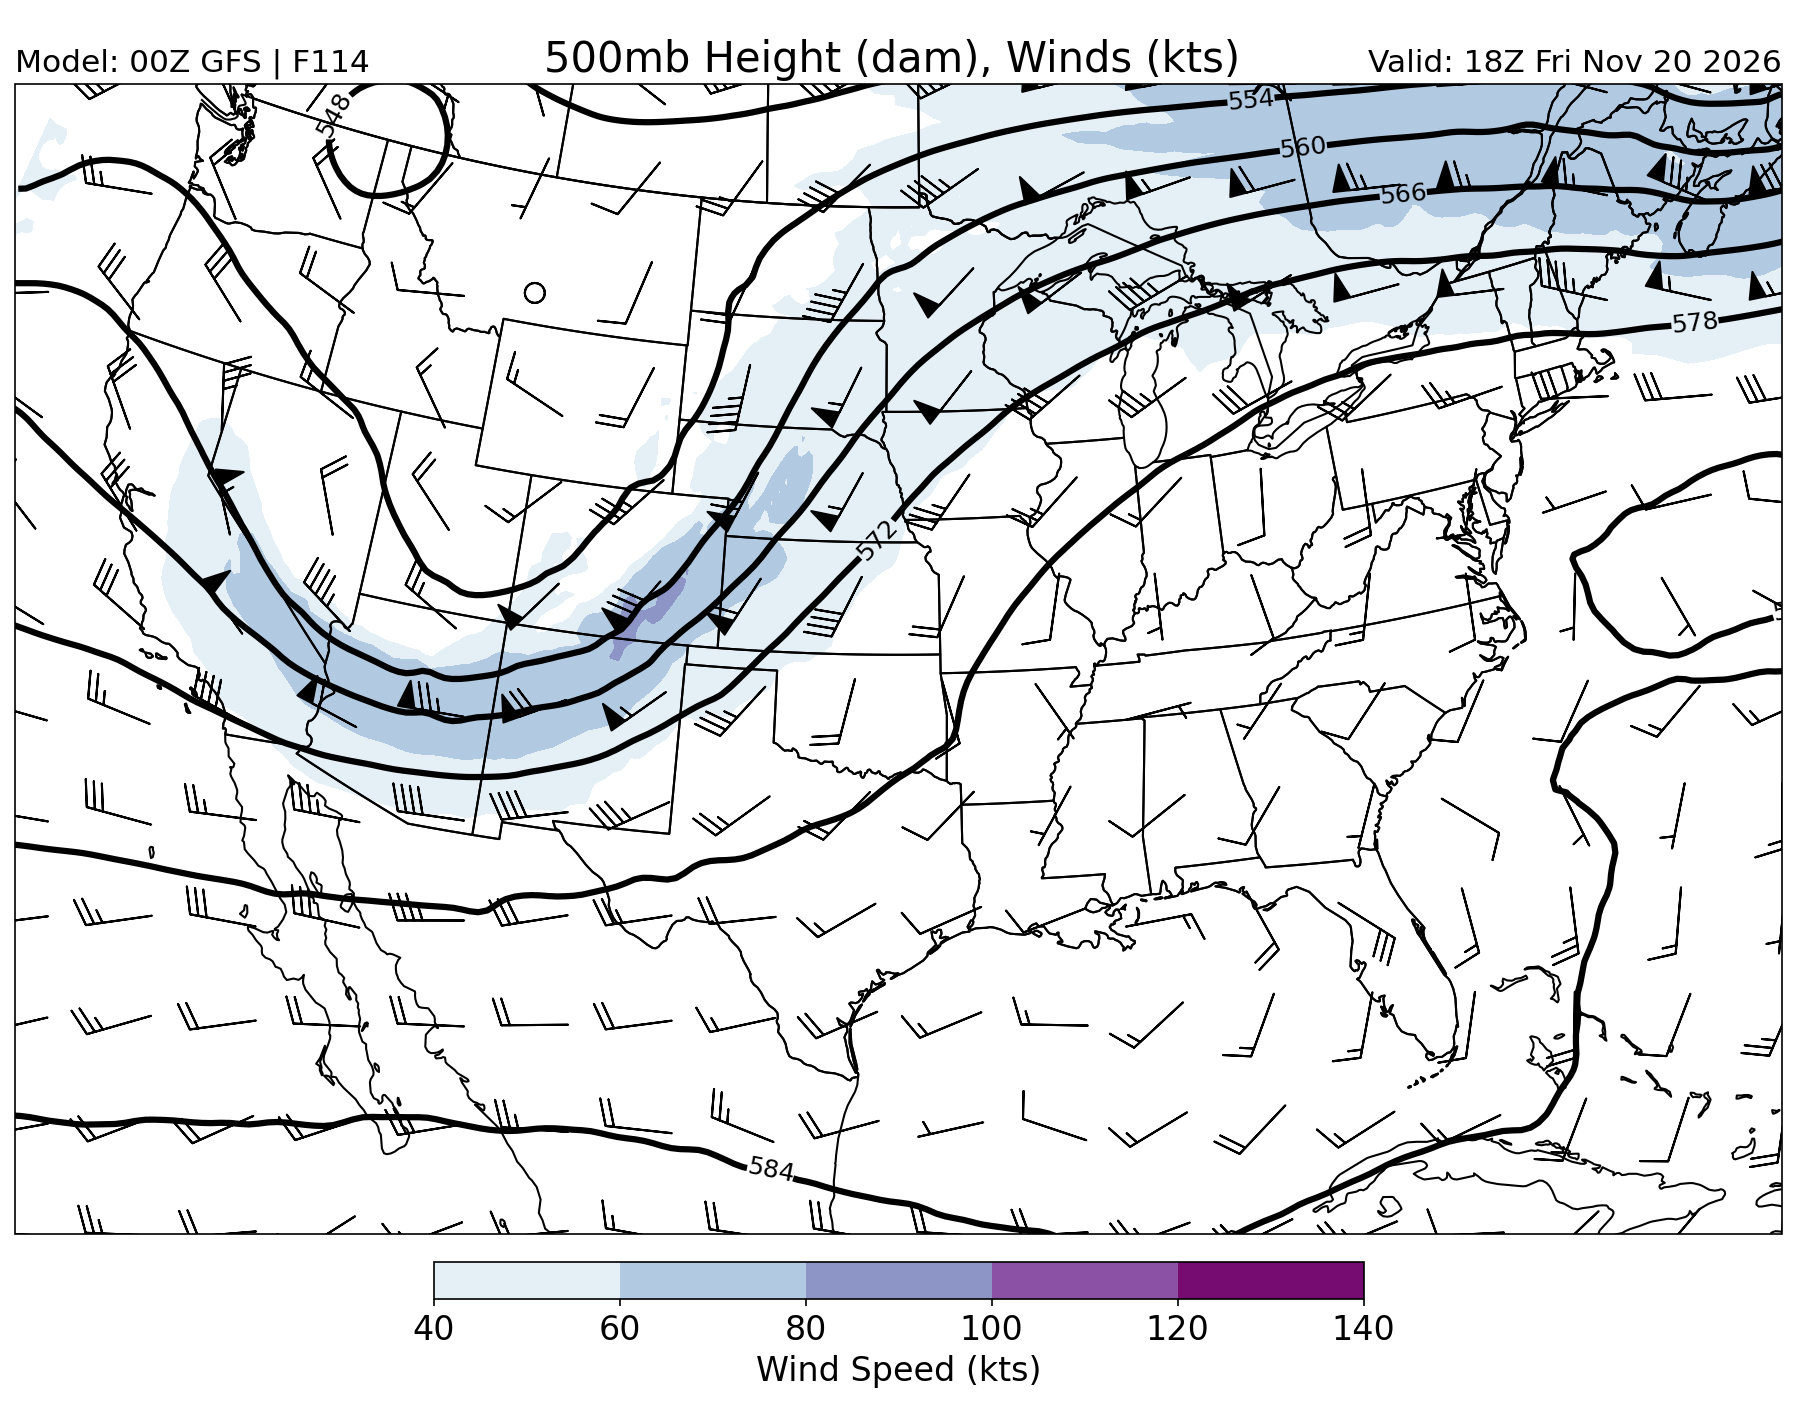 Model: 00Z GFS | F114
500mb Height (dam), Winds (kts)
Valid: 18Z Fri Nov 20 2026
548
554
560
566
578
572
584
40 60 80 100 120 140
Wind Speed (kts)